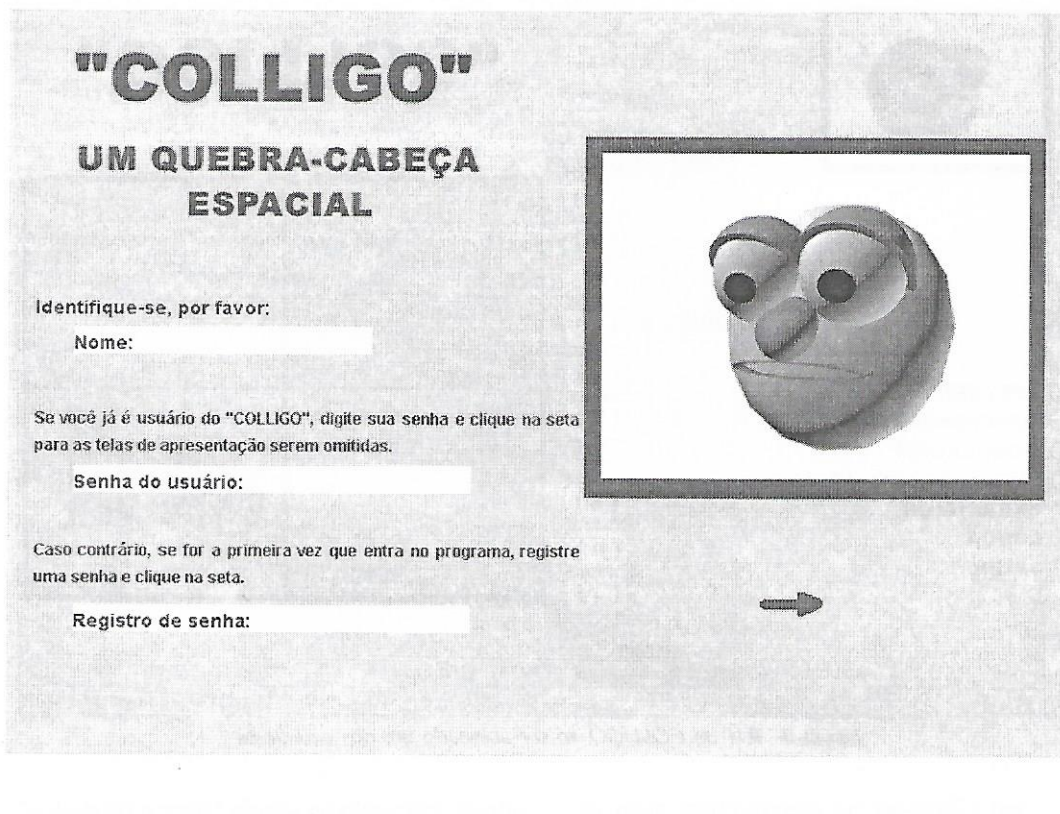 "COLLIGO"
UM QUEBRA-CABEÇA
ESPACIAL
Identifique-se, por favor:
Nome:
Se você já é usuário do "COLLIGO", digite sua senha e clique na seta
para as telas de apresentação serem omitidas.
Senha do usuário:
Caso contrário, se for a primeira vez que entra no programa, registre
uma senha e clique na seta.
Registro de senha: